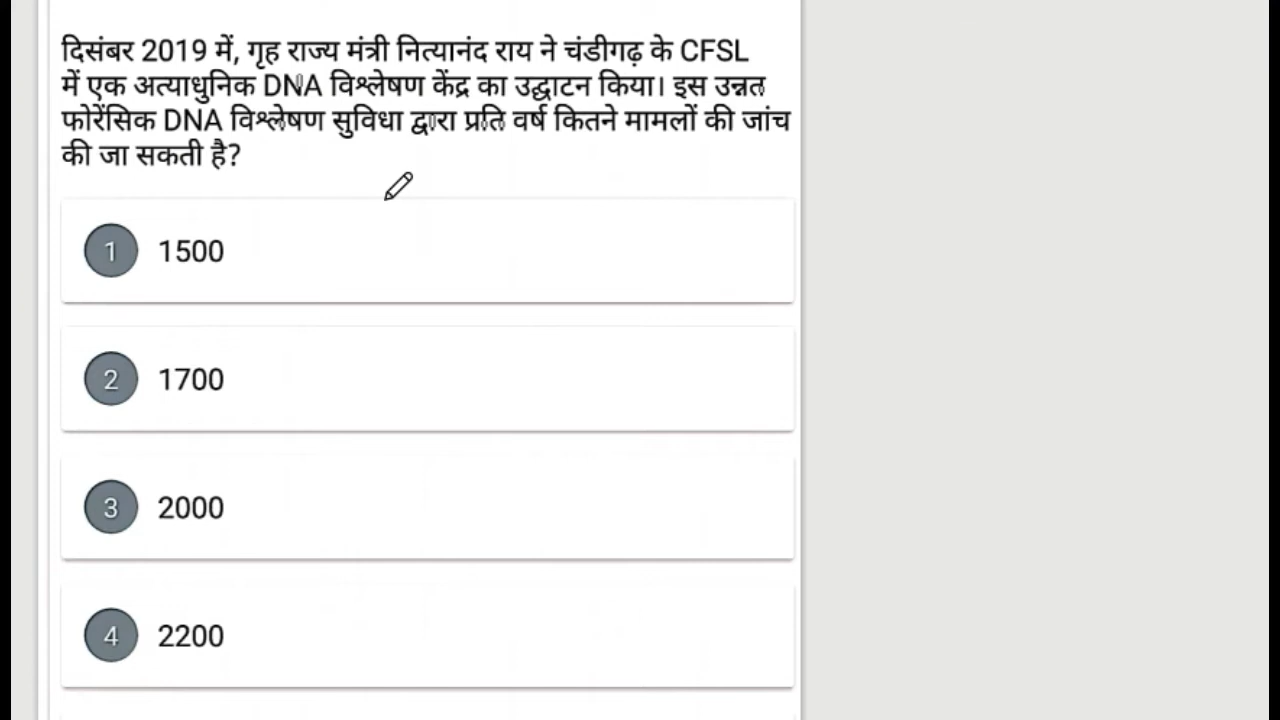 दिसंबर 2019 में, गृह राज्य मंत्री नित्यानंद राय ने चंडीगढ़ के CFSL
में एक अत्याधुनिक DNA विश्लेषण केंद्र का उद्घाटन किया। इस उन्नत
फोरेंसिक DNA विश्लेषण सुविधा द्वारा प्रति वर्ष कितने मामलों की जांच
की जा सकती है?
1 1500
2 1700
3 2000
4 2200